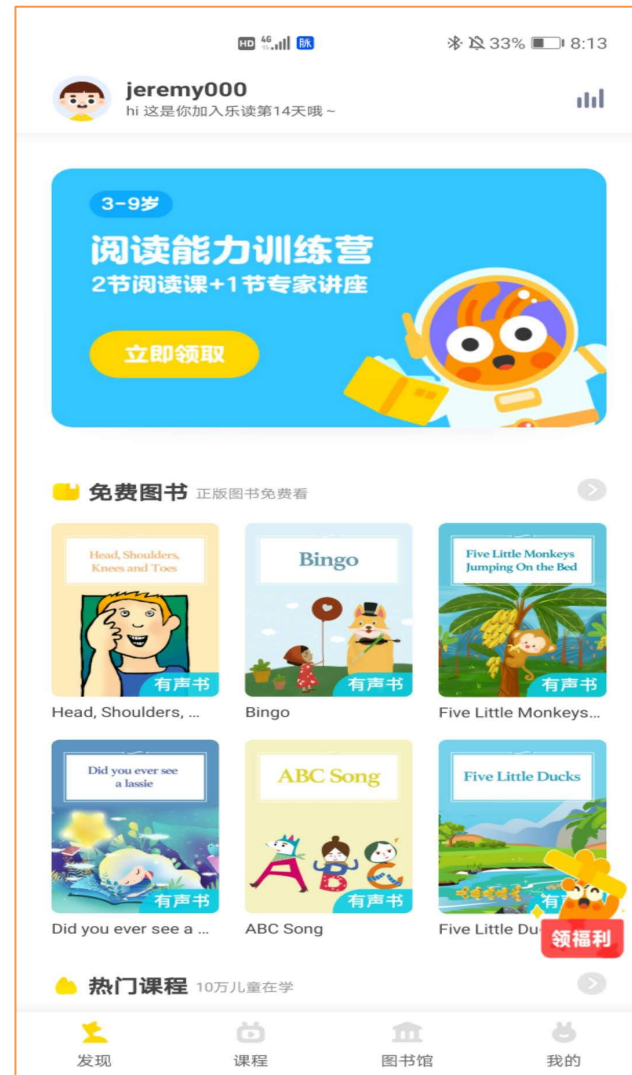 HD 4G 脉 33% 8:13
jeremy000
hi 这是你加入乐读第14天哦~
3-9岁
阅读能力训练营
2节阅读课+1节专家讲座
立即领取
免费图书 正版图书免费看
Head, Shoulders,
Knees and Toes
有声书
Head, Shoulders, ...
Bingo
有声书
Bingo
Five Little Monkeys
Jumping On the Bed
有声书
Five Little Monkeys...
Did you ever see
a lassie
有声书
Did you ever see a ...
ABC Song
有声书
ABC Song
Five Little Ducks
有
Five Little Du
领福利
热门课程 10万儿童在学
发现 课程 图书馆 我的